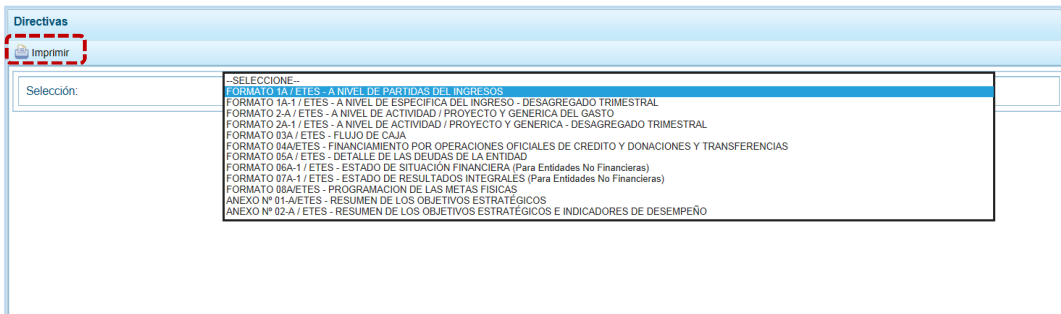 Directivas
Imprimir
Selección:
--SELECCIONE--
FORMATO 1A / ETES - A NIVEL DE PARTIDAS DEL INGRESOS
FORMATO 1A-1 / ETES - A NIVEL DE ESPECIFICA DEL INGRESO - DESAGREGADO TRIMESTRAL
FORMATO 2-A / ETES - A NIVEL DE ACTIVIDAD / PROYECTO Y GENERICA DEL GASTO
FORMATO 2A-1 / ETES - A NIVEL DE ACTIVIDAD / PROYECTO Y GENERICA - DESAGREGADO TRIMESTRAL
FORMATO 03A / ETES - FLUJO DE CAJA
FORMATO 04A/ETES - FINANCIAMIENTO POR OPERACIONES OFICIALES DE CREDITO Y DONACIONES Y TRANSFERENCIAS
FORMATO 05A / ETES - DETALLE DE LAS DEUDAS DE LA ENTIDAD
FORMATO 06A-1 / ETES - ESTADO DE SITUACIÓN FINANCIERA (Para Entidades No Financieras)
FORMATO 07A-1 / ETES - ESTADO DE RESULTADOS INTEGRALES (Para Entidades No Financieras)
FORMATO 08A/ETES - PROGRAMACION DE LAS METAS FISICAS
ANEXO Nº 01-A/ETES - RESUMEN DE LOS OBJETIVOS ESTRATÉGICOS
ANEXO Nº 02-A / ETES - RESUMEN DE LOS OBJETIVOS ESTRATÉGICOS E INDICADORES DE DESEMPEÑO